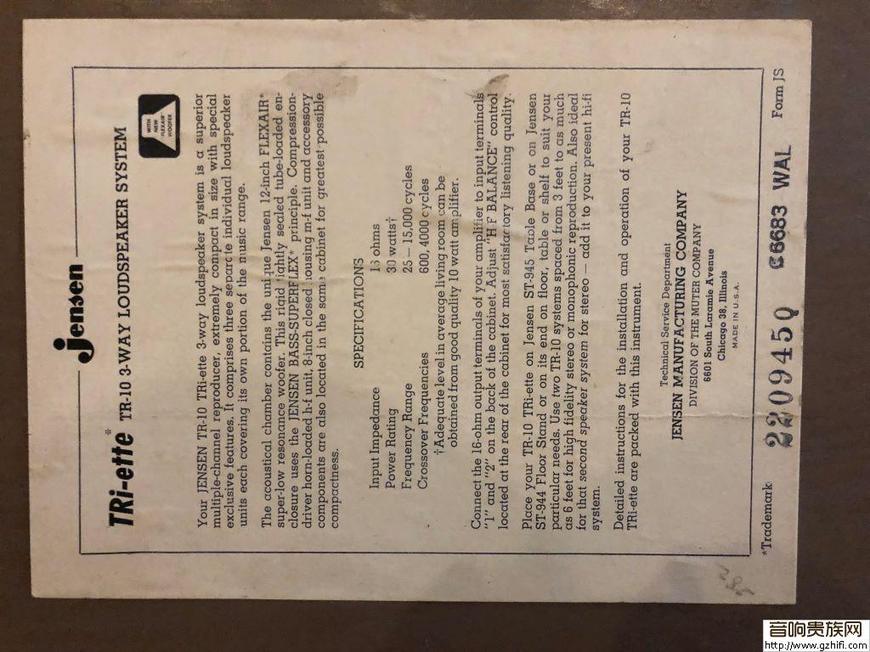 Jensen
TRi-ette* TR-10 3-WAY LOUDSPEAKER SYSTEM
WITH
NEW
FLEXAIR*
WOOFER
Your JENSEN TR-10 TRi-ette 3-way loudspeaker system is a superior
multiple-channel reproducer, extremely compact in size with special
exclusive features. It comprises three separate individual loudspeaker
units each covering its own portion of the music range.
The acoustical chamber contains the unique Jensen 12-inch FLEXAIR*
super-low resonance woofer. This rigid tightly sealed tube-loaded en-
closure uses the JENSEN BASS-SUPERFLEX* principle. Compression-
driver horn-loaded h-f unit, 8-inch closed housing m-f unit and accessory
components are also located in the same cabinet for greatest possible
compactness.
SPECIFICATIONS
Input Impedance 16 ohms
Power Rating 30 watts†
Frequency Range 25 — 15,000 cycles
Crossover Frequencies 600, 4000 cycles
†Adequate level in average living room can be
obtained from good quality 10 watt amplifier.
Connect the 16-ohm output terminals of your amplifier to input terminals
"1" and "2" on the back of the cabinet. Adjust "H F BALANCE" control
located at the rear of the cabinet for most satisfactory listening quality.
Place your TR-10 TRi-ette on Jensen ST-945 Table Base or on Jensen
ST-944 Floor Stand or on its end on floor, table or shelf to suit your
particular needs. Use two TR-10 systems spaced from 3 feet to as much
as 6 feet for high fidelity stereo or monophonic reproduction. Also ideal
for that second speaker system for stereo — add it to your present hi-fi
system.
Detailed instructions for the installation and operation of your TR-10
TRi-ette are packed with this instrument.
Technical Service Department
JENSEN MANUFACTURING COMPANY
DIVISION OF THE MUTER COMPANY
6601 South Laramie Avenue
Chicago 38, Illinois
MADE IN U.S.A.
*Trademark 220945Q C6683 WAL Form JS
音响贵族网
http://www.gzhifi.com